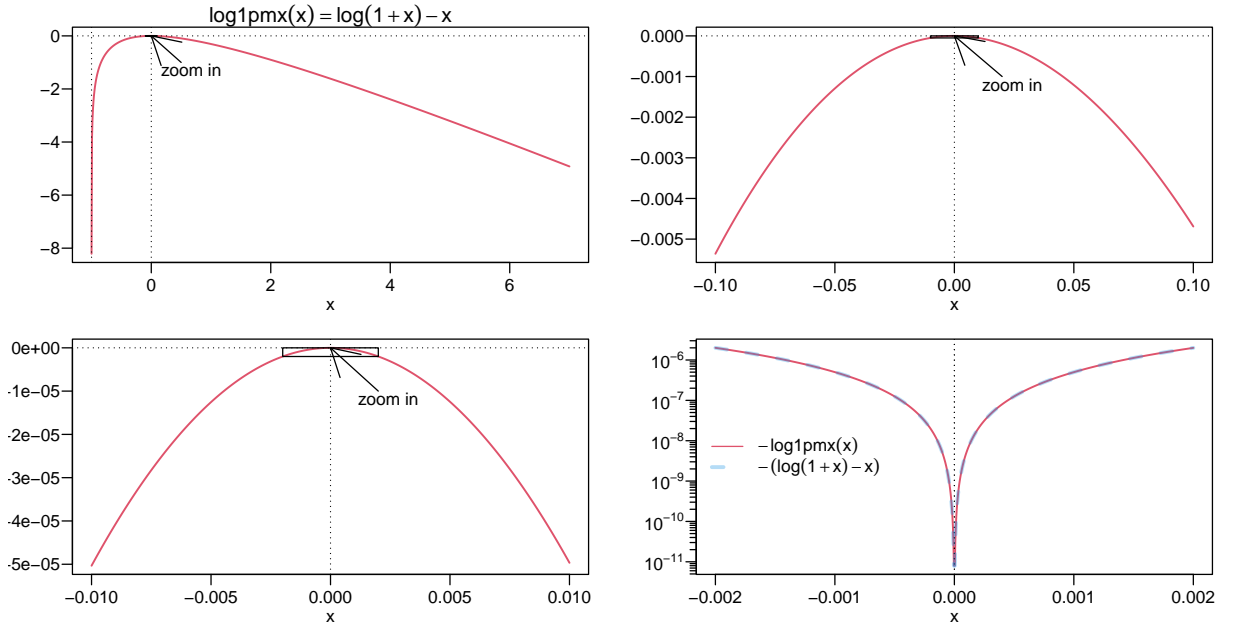 log1pmx(x) = log(1 + x) − x
0
−2
−4
−6
−8
zoom in
0 2 4 6
x
0.000
−0.001
−0.002
−0.003
−0.004
−0.005
zoom in
−0.10 −0.05 0.00 0.05 0.10
x
0e+00
-1e−05
-2e−05
-3e−05
-4e−05
-5e−05
zoom in
−0.010 −0.005 0.000 0.005 0.010
x
10⁻⁶
10⁻⁷
10⁻⁸
10⁻⁹
10⁻¹⁰
10⁻¹¹
− log1pmx(x)
− (log(1 + x) − x)
−0.002 −0.001 0.000 0.001 0.002
x